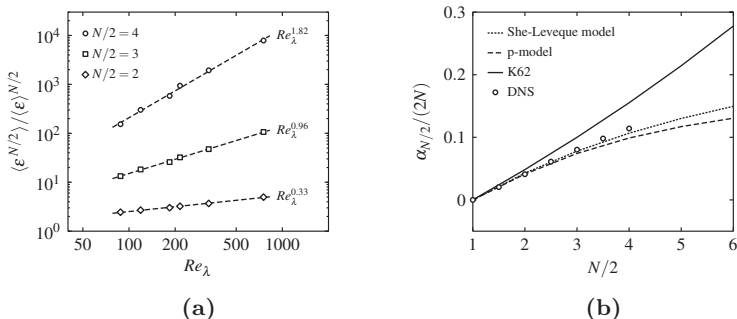 ⟨ε^{N/2}⟩/⟨ε⟩^{N/2}
10^4
10^3
10^2
10^1
10^0
N/2 = 4
N/2 = 3
N/2 = 2
Re_λ^{1.82}
Re_λ^{0.96}
Re_λ^{0.33}
50 100 200 500 1000
Re_λ
(a)
α_{N/2}/(2N)
0.3
0.2
0.1
0
She-Leveque model
p-model
K62
DNS
1 2 3 4 5 6
N/2
(b)